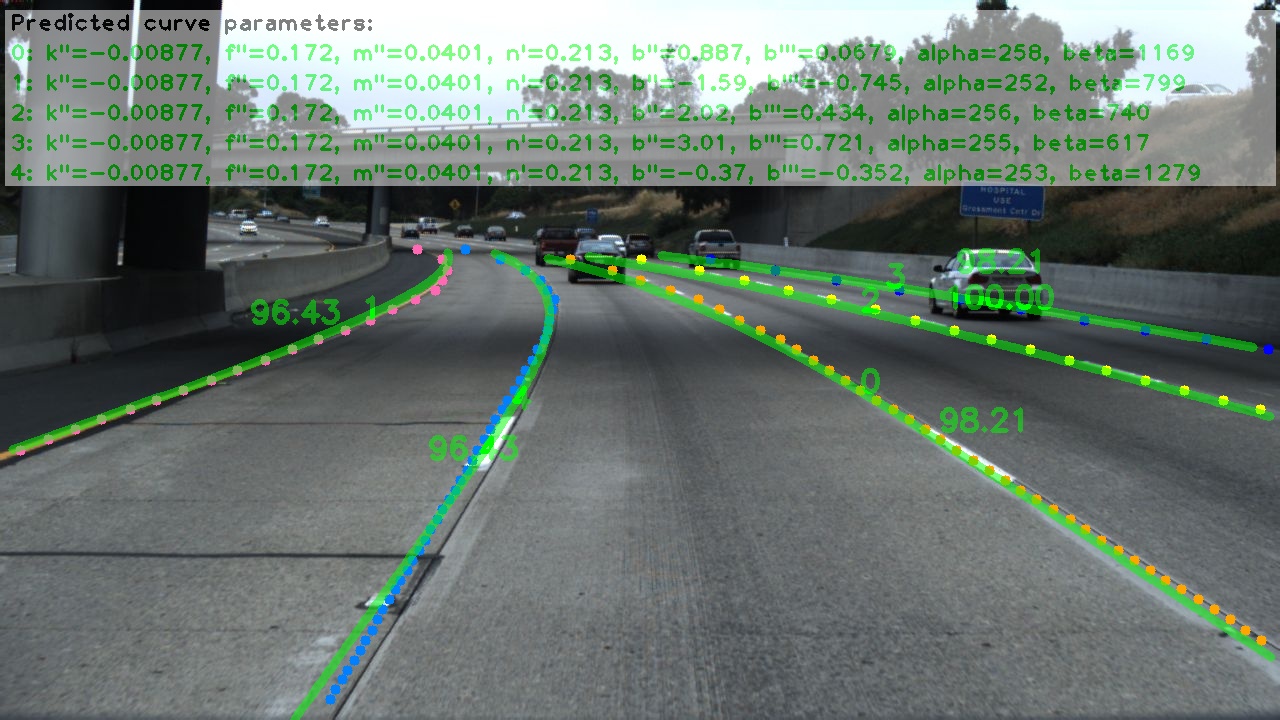 Predicted curve parameters:
0: k''=-0.00877, f''=0.172, m''=0.0401, n'=0.213, b''=0.887, b'''=0.0679, alpha=258, beta=1169
1: k''=-0.00877, f''=0.172, m''=0.0401, n'=0.213, b''=-1.59, b'''=-0.745, alpha=252, beta=799
2: k''=-0.00877, f''=0.172, m''=0.0401, n'=0.213, b''=2.02, b'''=0.434, alpha=256, beta=740
3: k''=-0.00877, f''=0.172, m''=0.0401, n'=0.213, b''=3.01, b'''=0.721, alpha=255, beta=617
4: k''=-0.00877, f''=0.172, m''=0.0401, n'=0.213, b''=-0.37, b'''=-0.352, alpha=253, beta=1279
HOSPITAL
USE
Grossmont Cntr Dr
98.21
3
2 100.00
96.43 1
0
98.21
96.43